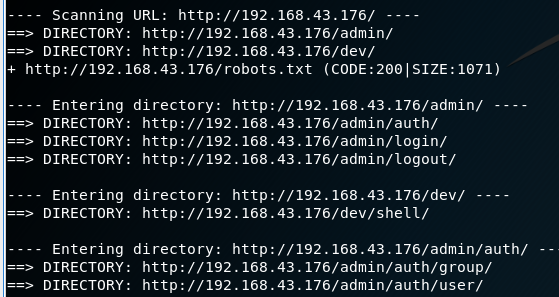 ---- Scanning URL: http://192.168.43.176/ ----
==> DIRECTORY: http://192.168.43.176/admin/
==> DIRECTORY: http://192.168.43.176/dev/
+ http://192.168.43.176/robots.txt (CODE:200|SIZE:1071)
---- Entering directory: http://192.168.43.176/admin/ ----
==> DIRECTORY: http://192.168.43.176/admin/auth/
==> DIRECTORY: http://192.168.43.176/admin/login/
==> DIRECTORY: http://192.168.43.176/admin/logout/
---- Entering directory: http://192.168.43.176/dev/ ----
==> DIRECTORY: http://192.168.43.176/dev/shell/
---- Entering directory: http://192.168.43.176/admin/auth/ ---
==> DIRECTORY: http://192.168.43.176/admin/auth/group/
==> DIRECTORY: http://192.168.43.176/admin/auth/user/